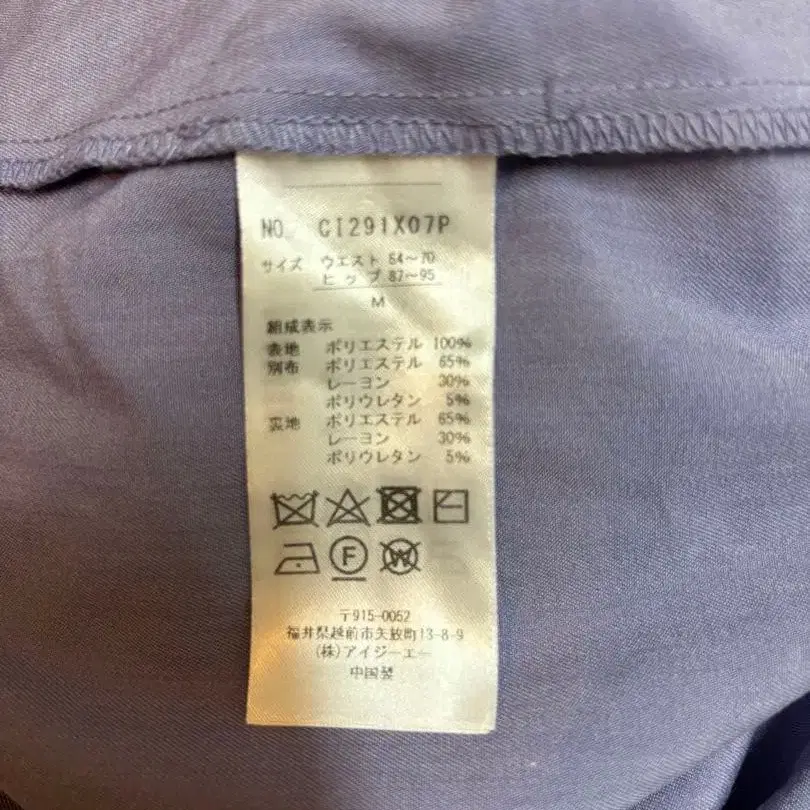 NO. CI291X07P
サイズ ウエスト 64～70
ヒップ 87～95
M
組成表示
表地 ポリエステル 100%
別布 ポリエステル 65%
レーヨン 30%
ポリウレタン 5%
裏地 ポリエステル 65%
レーヨン 30%
ポリウレタン 5%
F W
〒915-0052
福井県越前市矢放町13-8-9
(株)アイジーエー
中国製